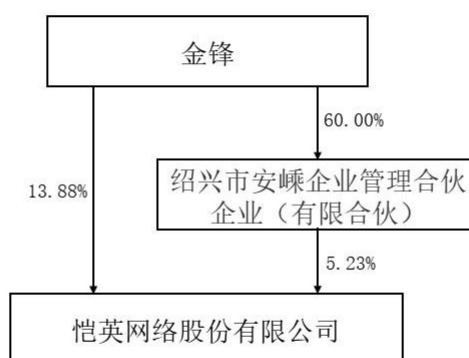 金锋
60.00%
13.88%
绍兴市安嵊企业管理合伙
企业（有限合伙）
5.23%
恺英网络股份有限公司